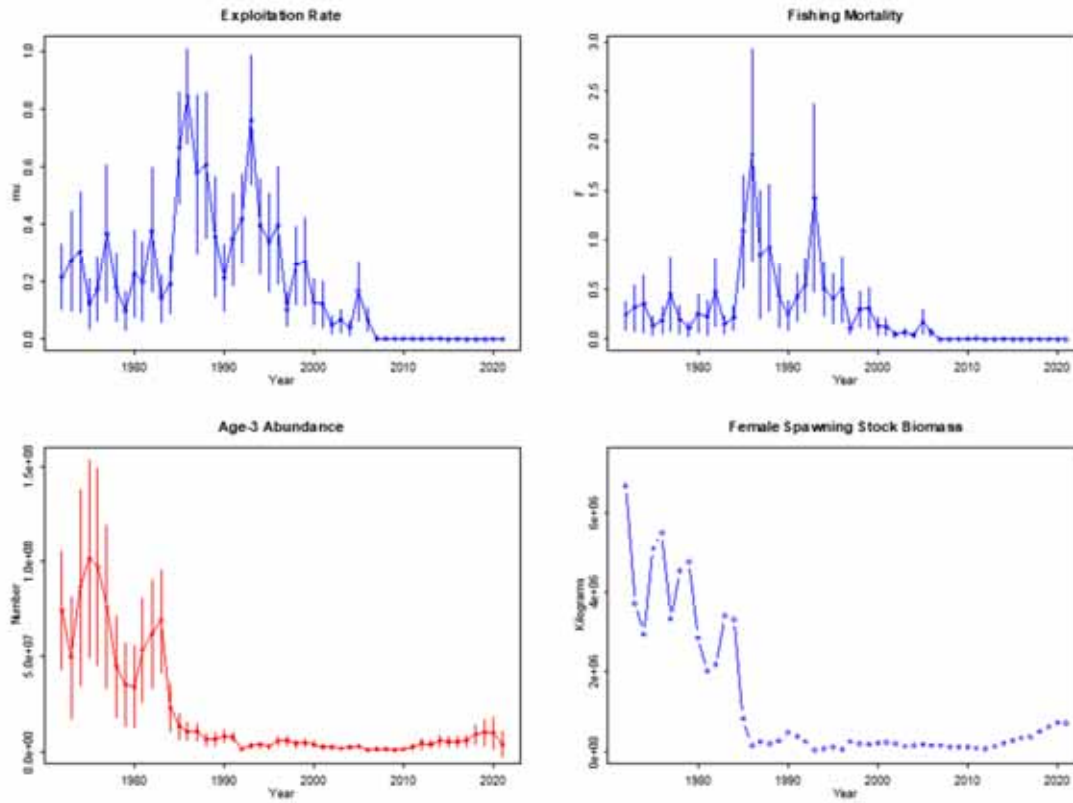 Exploitation Rate
mu
0.0 0.2 0.4 0.6 0.8 1.0
1980 1990 2000 2010 2020
Year
Fishing Mortality
F
0.0 0.5 1.0 1.5 2.0 2.5 3.0
1980 1990 2000 2010 2020
Year
Age-3 Abundance
Number
0.0e+00 5.0e+07 1.0e+08 1.5e+08
1980 1990 2000 2010 2020
Year
Female Spawning Stock Biomass
Kilograms
0e+00 2e+06 4e+06 6e+06
1980 1990 2000 2010 2020
Year